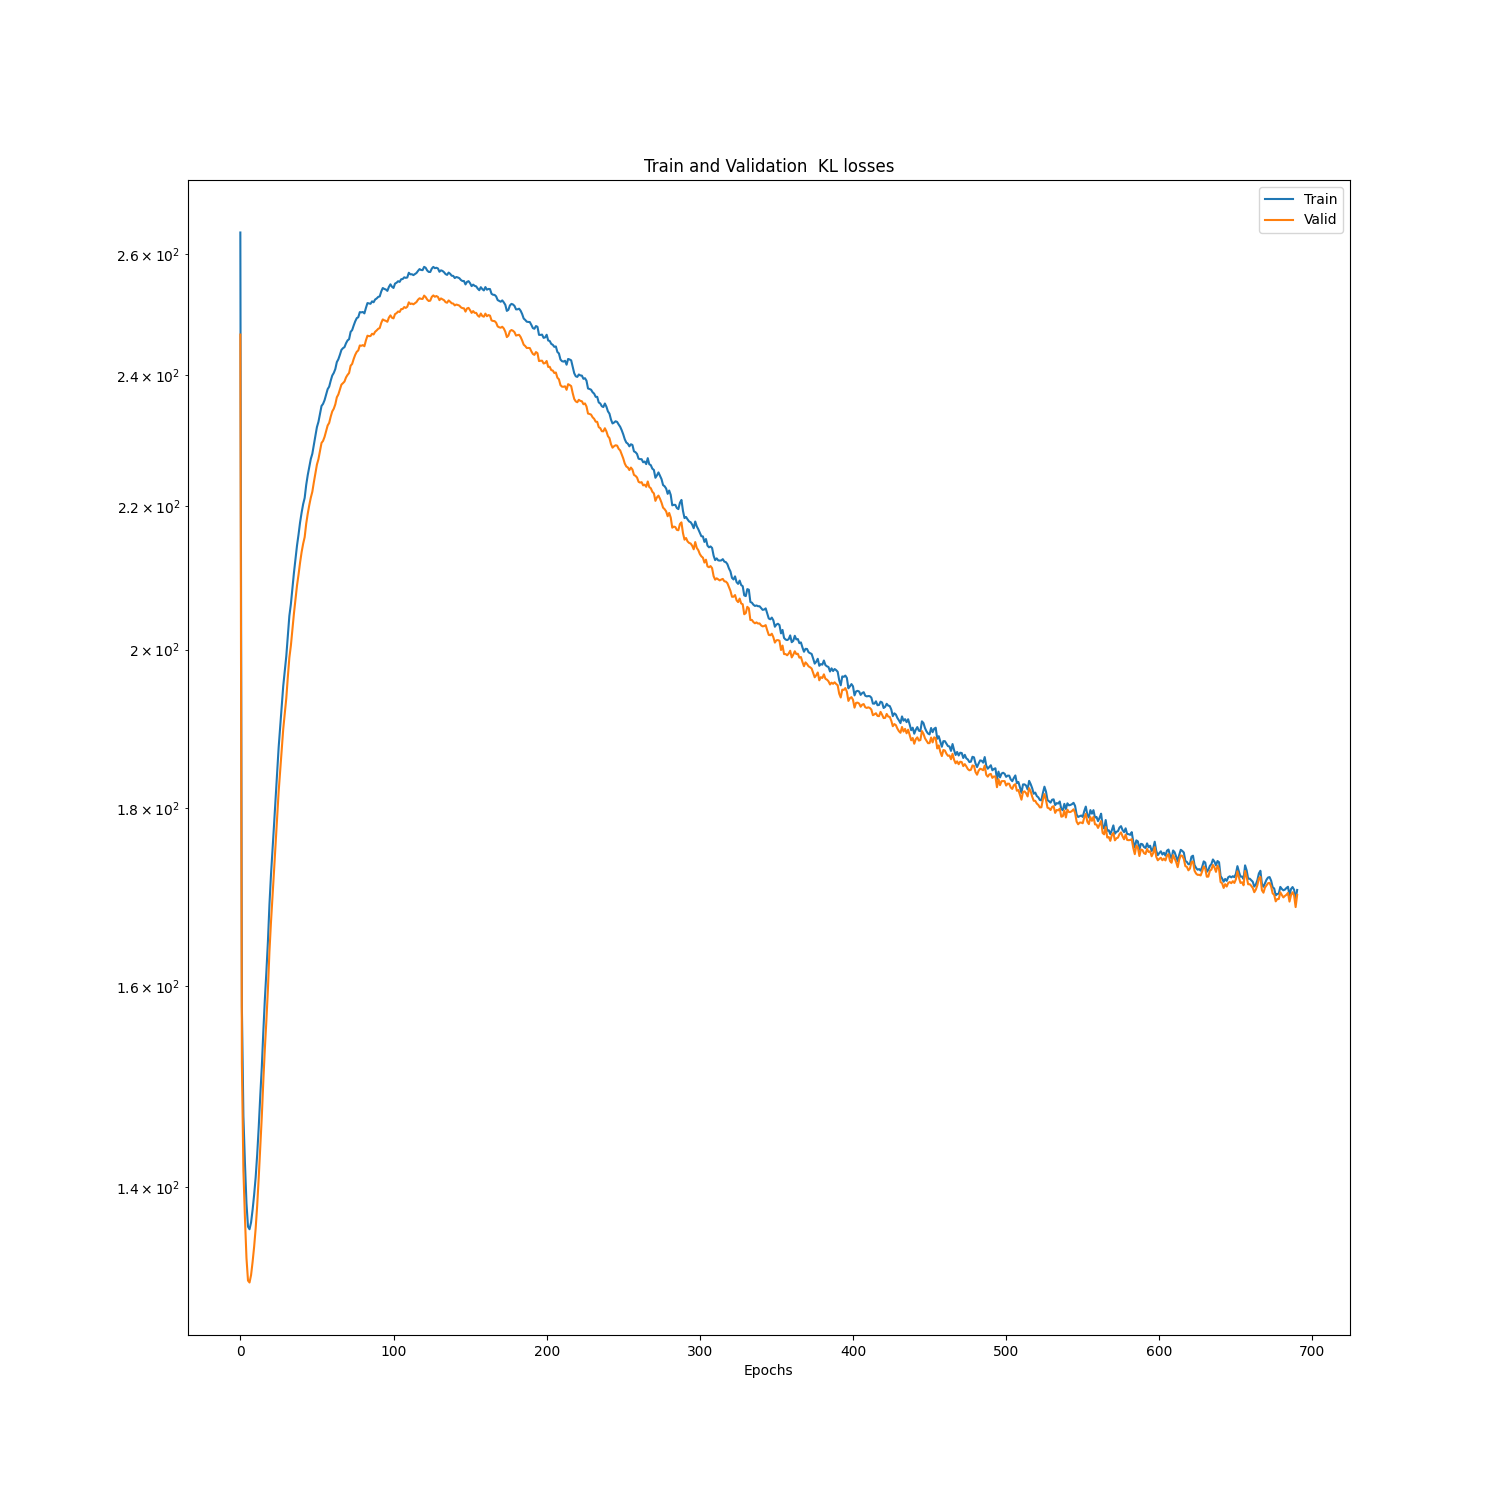 Train and Validation  KL losses
Train
Valid
2.6 × 10²
2.4 × 10²
2.2 × 10²
2 × 10²
1.8 × 10²
1.6 × 10²
1.4 × 10²
0 100 200 300 400 500 600 700
Epochs